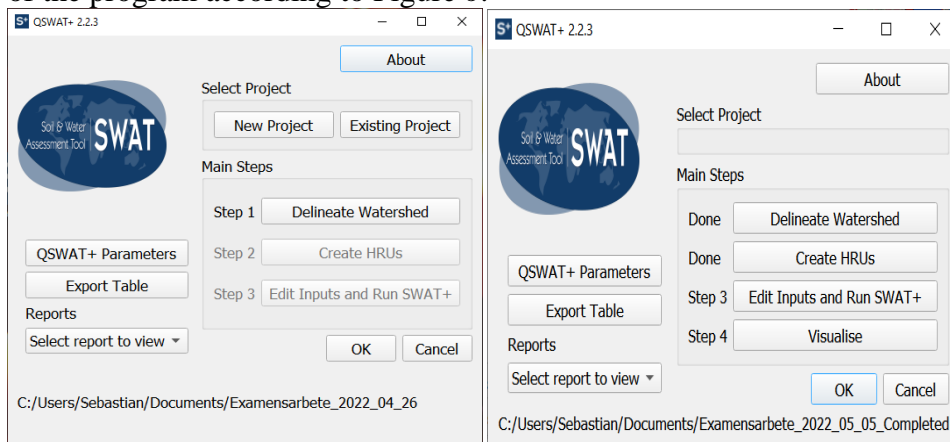 of the program according to Figure 6.
QSWAT+ 2.2.3
About
Soil & Water
Assessment Tool
SWAT
Select Project
New Project
Existing Project
Main Steps
Step 1
Delineate Watershed
Step 2
Create HRUs
Step 3
Edit Inputs and Run SWAT+
QSWAT+ Parameters
Export Table
Reports
Select report to view
OK
Cancel
C:/Users/Sebastian/Documents/Examensarbete_2022_04_26
QSWAT+ 2.2.3
About
Soil & Water
Assessment Tool
SWAT
Select Project
Main Steps
Done
Delineate Watershed
Done
Create HRUs
Step 3
Edit Inputs and Run SWAT+
Step 4
Visualise
QSWAT+ Parameters
Export Table
Reports
Select report to view
OK
Cancel
C:/Users/Sebastian/Documents/Examensarbete_2022_05_05_Completed